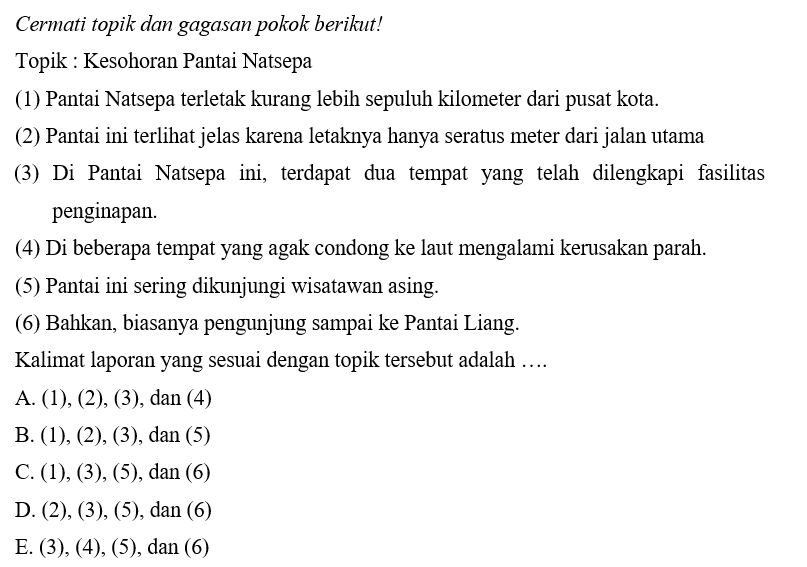 Cermati topik dan gagasan pokok berikut!
Topik : Kesohoran Pantai Natsepa
(1) Pantai Natsepa terletak kurang lebih sepuluh kilometer dari pusat kota.
(2) Pantai ini terlihat jelas karena letaknya hanya seratus meter dari jalan utama
(3) Di Pantai Natsepa ini, terdapat dua tempat yang telah dilengkapi fasilitas
penginapan.
(4) Di beberapa tempat yang agak condong ke laut mengalami kerusakan parah.
(5) Pantai ini sering dikunjungi wisatawan asing.
(6) Bahkan, biasanya pengunjung sampai ke Pantai Liang.
Kalimat laporan yang sesuai dengan topik tersebut adalah ….
A. (1), (2), (3), dan (4)
B. (1), (2), (3), dan (5)
C. (1), (3), (5), dan (6)
D. (2), (3), (5), dan (6)
E. (3), (4), (5), dan (6)